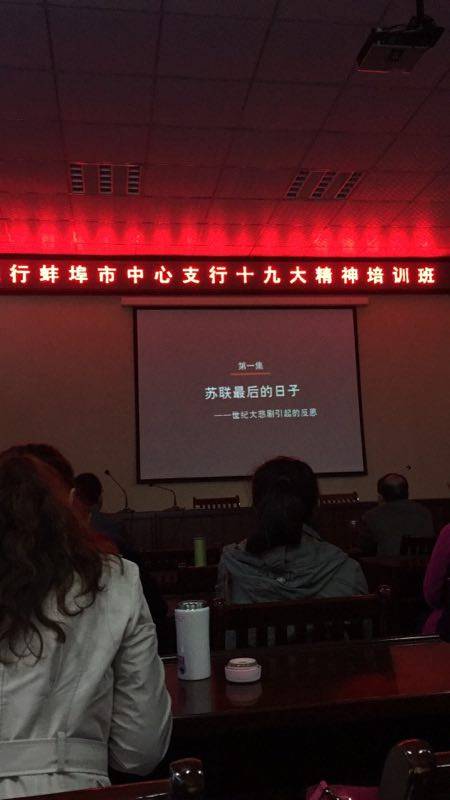 行蚌埠市中心支行十九大精神培训班
第一集
苏联最后的日子
——世纪大悲剧引起的反思